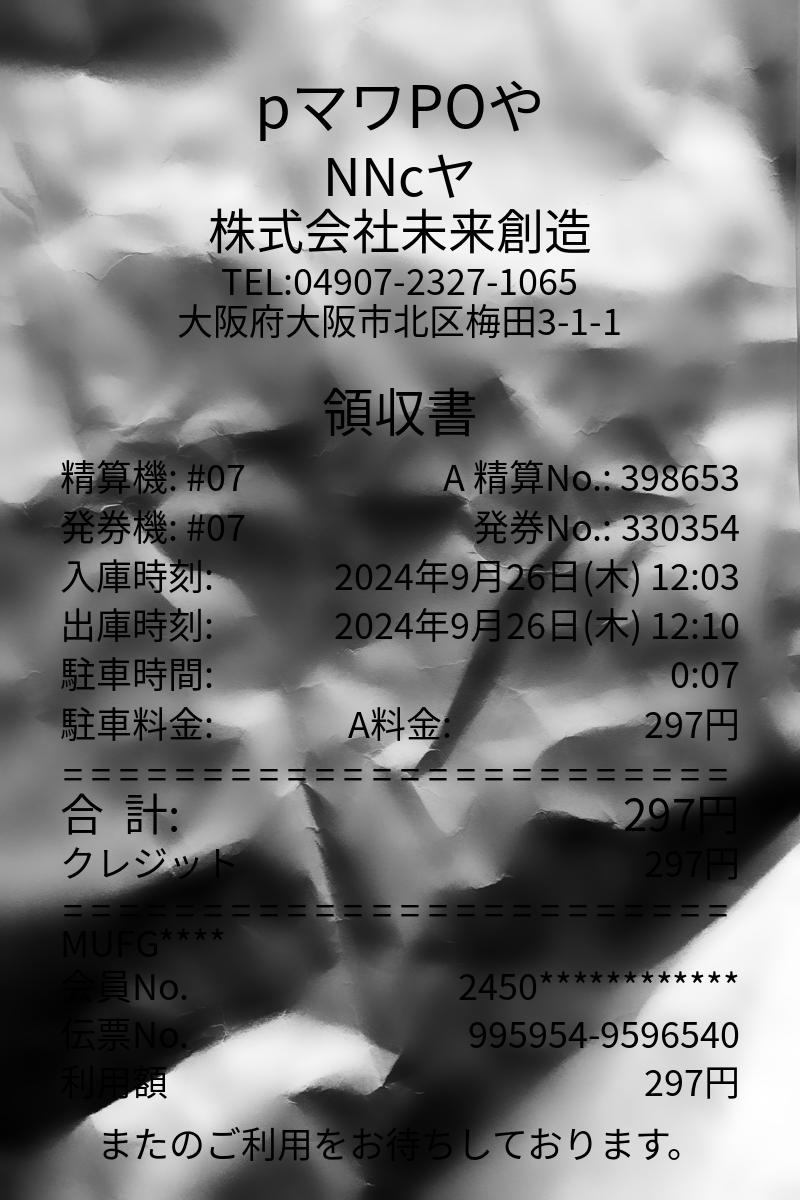 pマワPOや
NNcヤ
株式会社未来創造
TEL:04907-2327-1065
大阪府大阪市北区梅田3-1-1
領収書
精算機: #07 A 精算No.: 398653
発券機: #07 発券No.: 330354
入庫時刻: 2024年9月26日(木) 12:03
出庫時刻: 2024年9月26日(木) 12:10
駐車時間: 0:07
駐車料金: A料金: 297円
========================
合 計: 297円
クレジット 297円
========================
MUFG****
会員No. 2450************
伝票No. 995954-9596540
利用額 297円
またのご利用をお待ちしております。